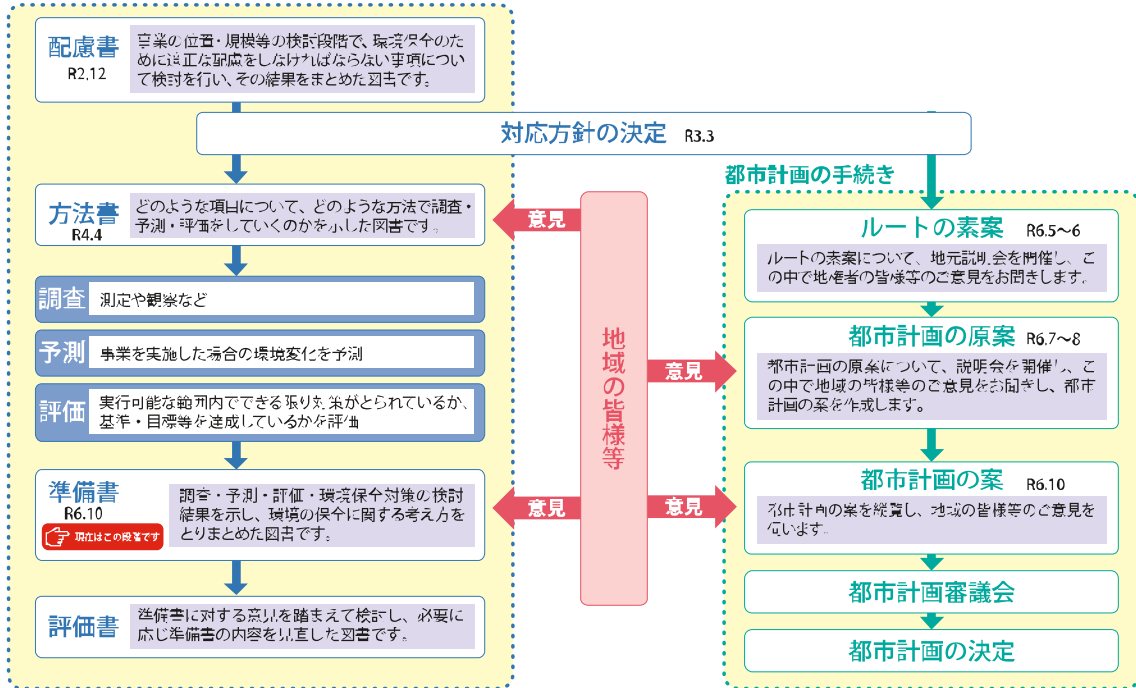 配慮書
R2.12
事業の位置・規模等の検討段階で、環境保全のため
に適正な配慮をしなければならない事項につい
て検討を行い、その結果をまとめた図書です。
対応方針の決定 R3.3
方法書
R4.4
どのような項目について、どのような方法で調査・
予測・評価をしていくのかを示した図書です。
調査 測定や観察など
予測 事業を実施した場合の環境変化を予測
評価
実行可能な範囲内でできる限り対策がとられているか、
基準・目標等を達成しているかを評価
準備書
R6.10
現在はこの段階です
調査・予測・評価・環境保全対策の検討
結果を示し、環境の保全に関する考え方を
とりまとめた図書です。
評価書
準備書に対する意見を踏まえて検討し、必要に
応じ準備書の内容を見直した図書です。
意見
意見
地域の皆様等
意見
意見
都市計画の手続き
ルートの素案 R6.5～6
ルートの素案について、地元説明会を開催し、こ
の中で地権者の皆様等のご意見をお聞きします。
都市計画の原案 R6.7～8
都市計画の原案について、説明会を開催し、こ
の中で地域の皆様等のご意見をお聞きし、都市
計画の案を作成します。
都市計画の案 R6.10
都市計画の案を縦覧し、地域の皆様等のご意見を
伺います。
都市計画審議会
都市計画の決定